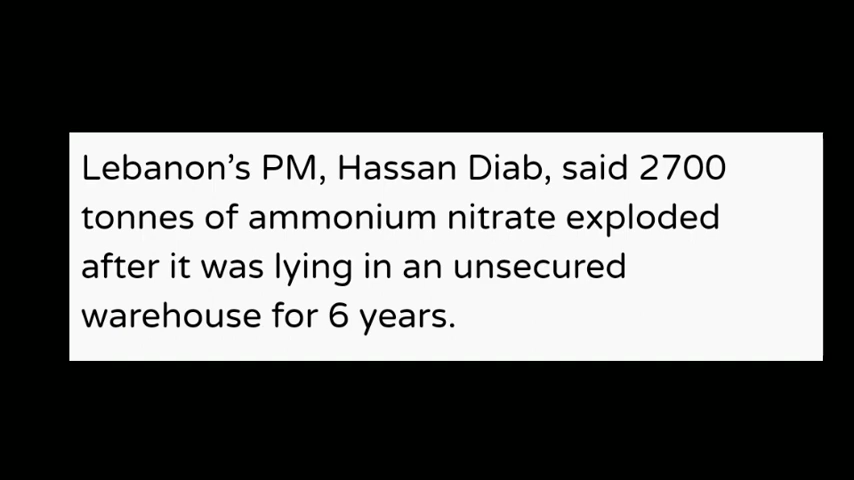 Lebanon’s PM, Hassan Diab, said 2700
tonnes of ammonium nitrate exploded
after it was lying in an unsecured
warehouse for 6 years.